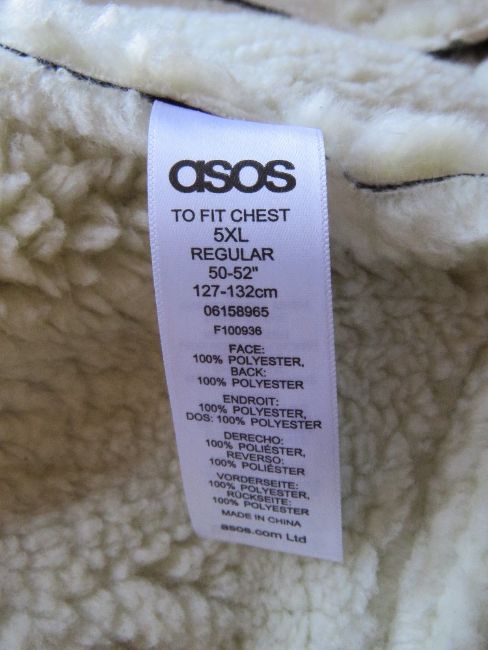 asos
TO FIT CHEST
5XL
REGULAR
50-52"
127-132cm
06158965
F100936
FACE:
100% POLYESTER,
BACK:
100% POLYESTER
ENDROIT:
100% POLYESTER,
DOS: 100% POLYESTER
DERECHO:
100% POLIÉSTER,
REVERSO:
100% POLIÉSTER
VORDERSEITE:
100% POLYESTER,
RÜCKSEITE:
100% POLYESTER
MADE IN CHINA
asos.com Ltd